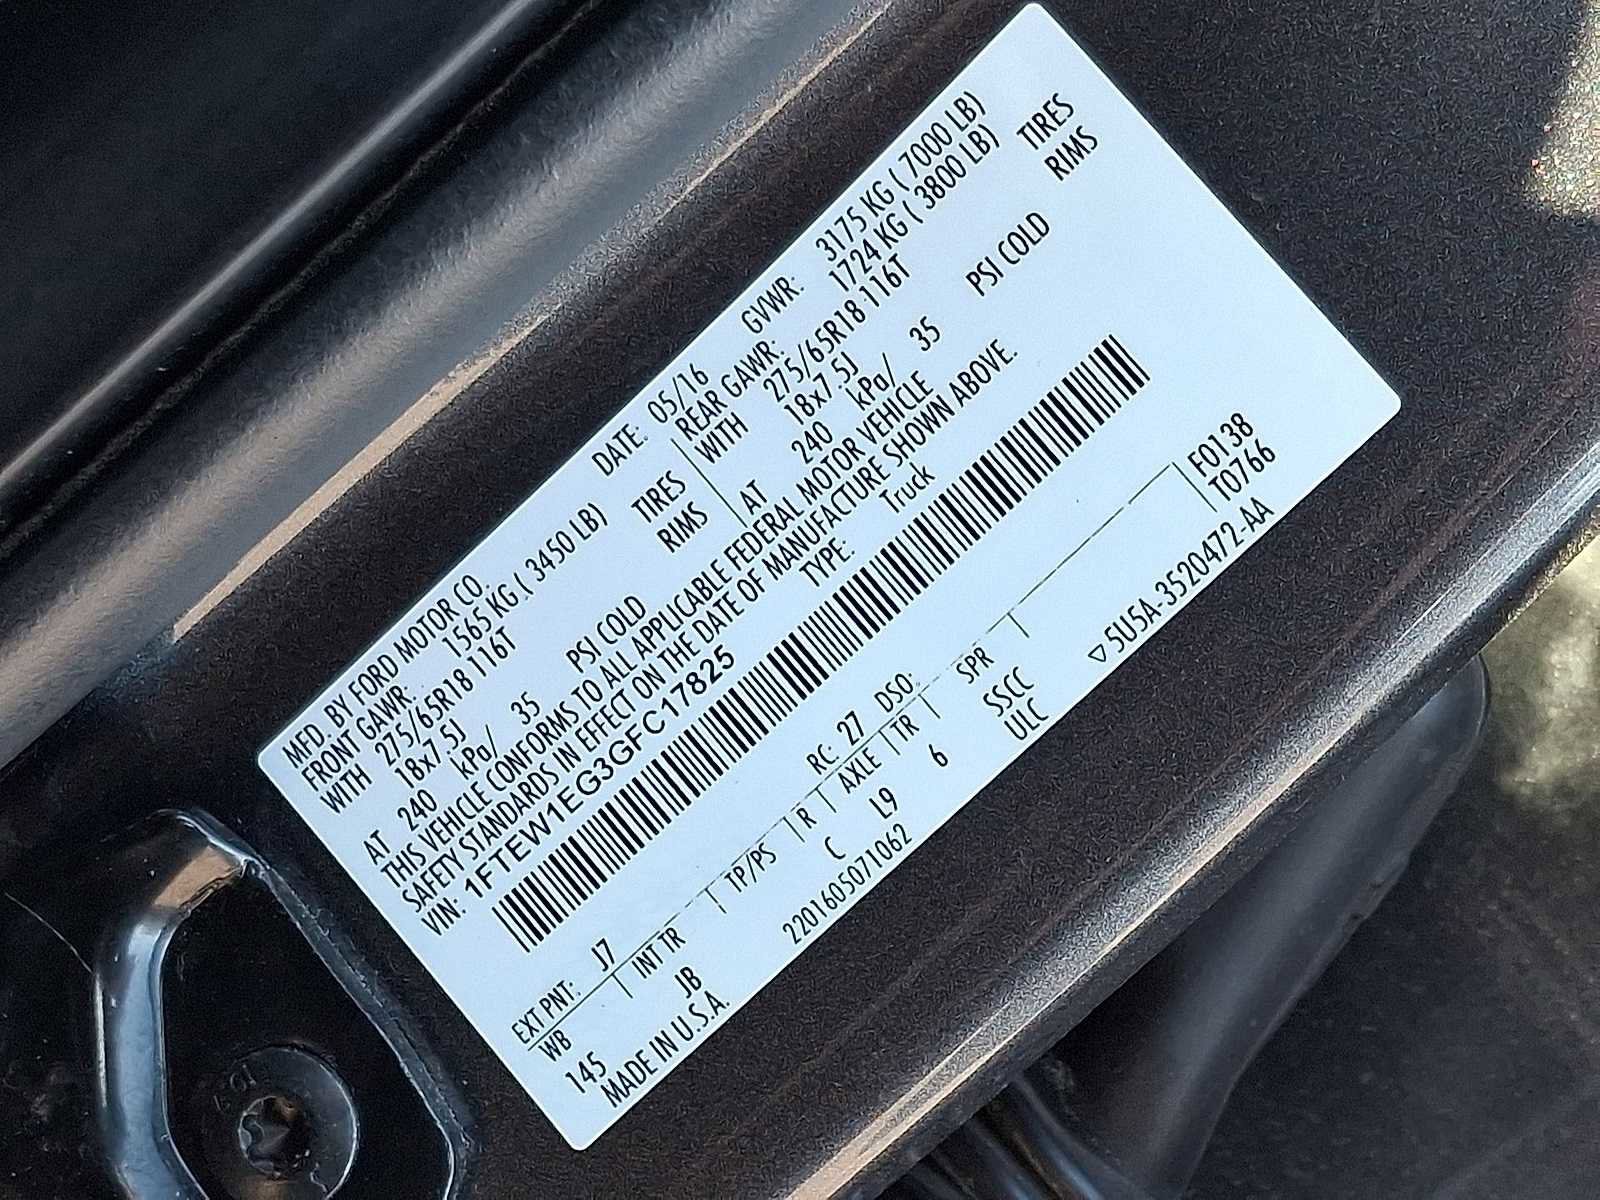 MFD. BY FORD MOTOR CO. DATE: 05/16 GVWR: 3175 KG ( 7000 LB)
FRONT GAWR: 1565 KG ( 3450 LB) REAR GAWR: 1724 KG ( 3800 LB)
WITH 275/65R18 116T TIRES WITH 275/65R18 116T TIRES
18x7.5J RIMS 18x7.5J RIMS
AT 240 kPa/ 35 PSI COLD AT 240 kPa/ 35 PSI COLD
THIS VEHICLE CONFORMS TO ALL APPLICABLE FEDERAL MOTOR VEHICLE
SAFETY STANDARDS IN EFFECT ON THE DATE OF MANUFACTURE SHOWN ABOVE.
VIN: 1FTEW1EG3GFC17825 TYPE: Truck
EXT PNT: J7 RC: 27 DSO: F0138
WB INT TR TP/PS R AXLE TR SPR T0766
145 JB C L9 6 SSCC ▽5U5A-3520472-AA
MADE IN U.S.A. 2201605071062 ULC